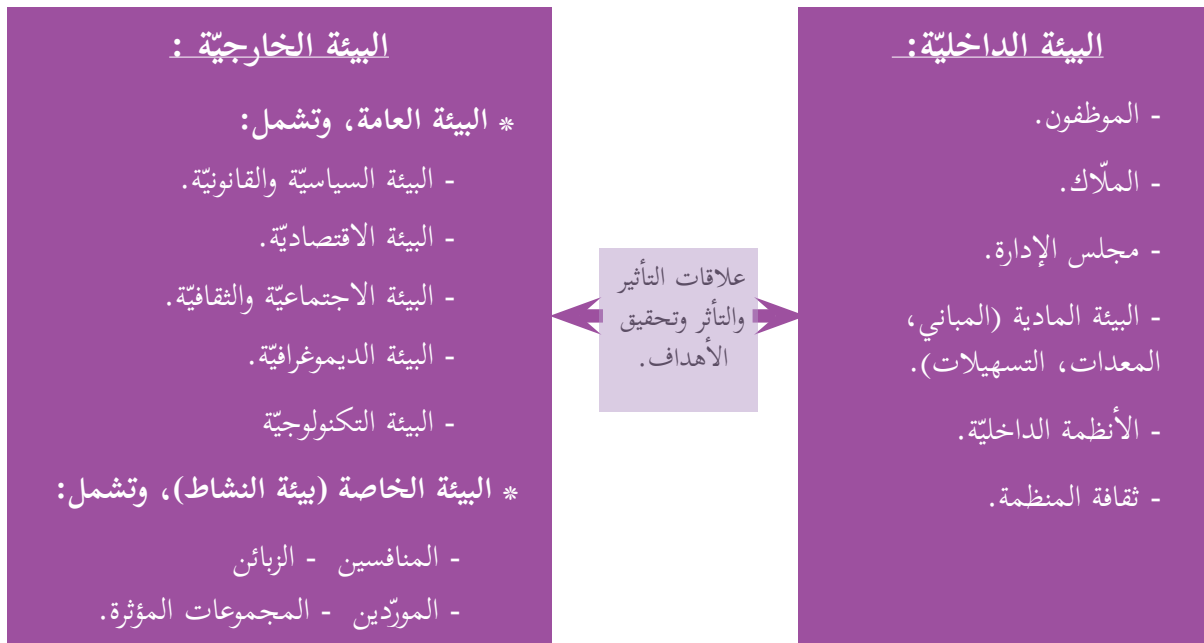 البيئة الداخليّة:
- الموظفون.
- الملّاك.
- مجلس الإدارة.
- البيئة المادية (المباني،
المعدات، التسهيلات).
- الأنظمة الداخليّة.
- ثقافة المنظمة.
علاقات التأثير
والتأثر وتحقيق
الأهداف.
البيئة الخارجيّة :
* البيئة العامة، وتشمل:
- البيئة السياسيّة والقانونيّة.
- البيئة الاقتصاديّة.
- البيئة الاجتماعيّة والثقافيّة.
- البيئة الديموغرافيّة.
- البيئة التكنولوجيّة
* البيئة الخاصة (بيئة النشاط)، وتشمل:
- المنافسين - الزبائن
- المورّدين - المجموعات المؤثرة.